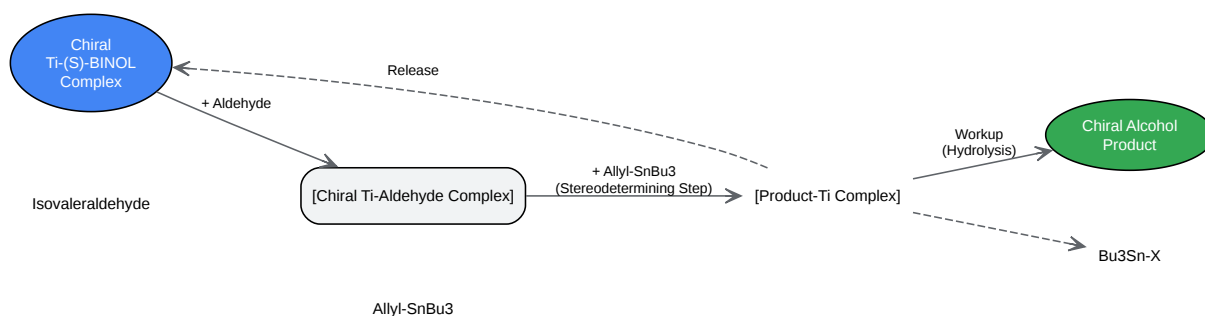 Chiral
Ti-(S)-BINOL
Complex
Release
+ Aldehyde
Isovaleraldehyde
[Chiral Ti-Aldehyde Complex]
+ Allyl-SnBu3
(Stereodetermining Step)
[Product-Ti Complex]
Workup
(Hydrolysis)
Chiral Alcohol
Product
Bu3Sn-X
Allyl-SnBu3